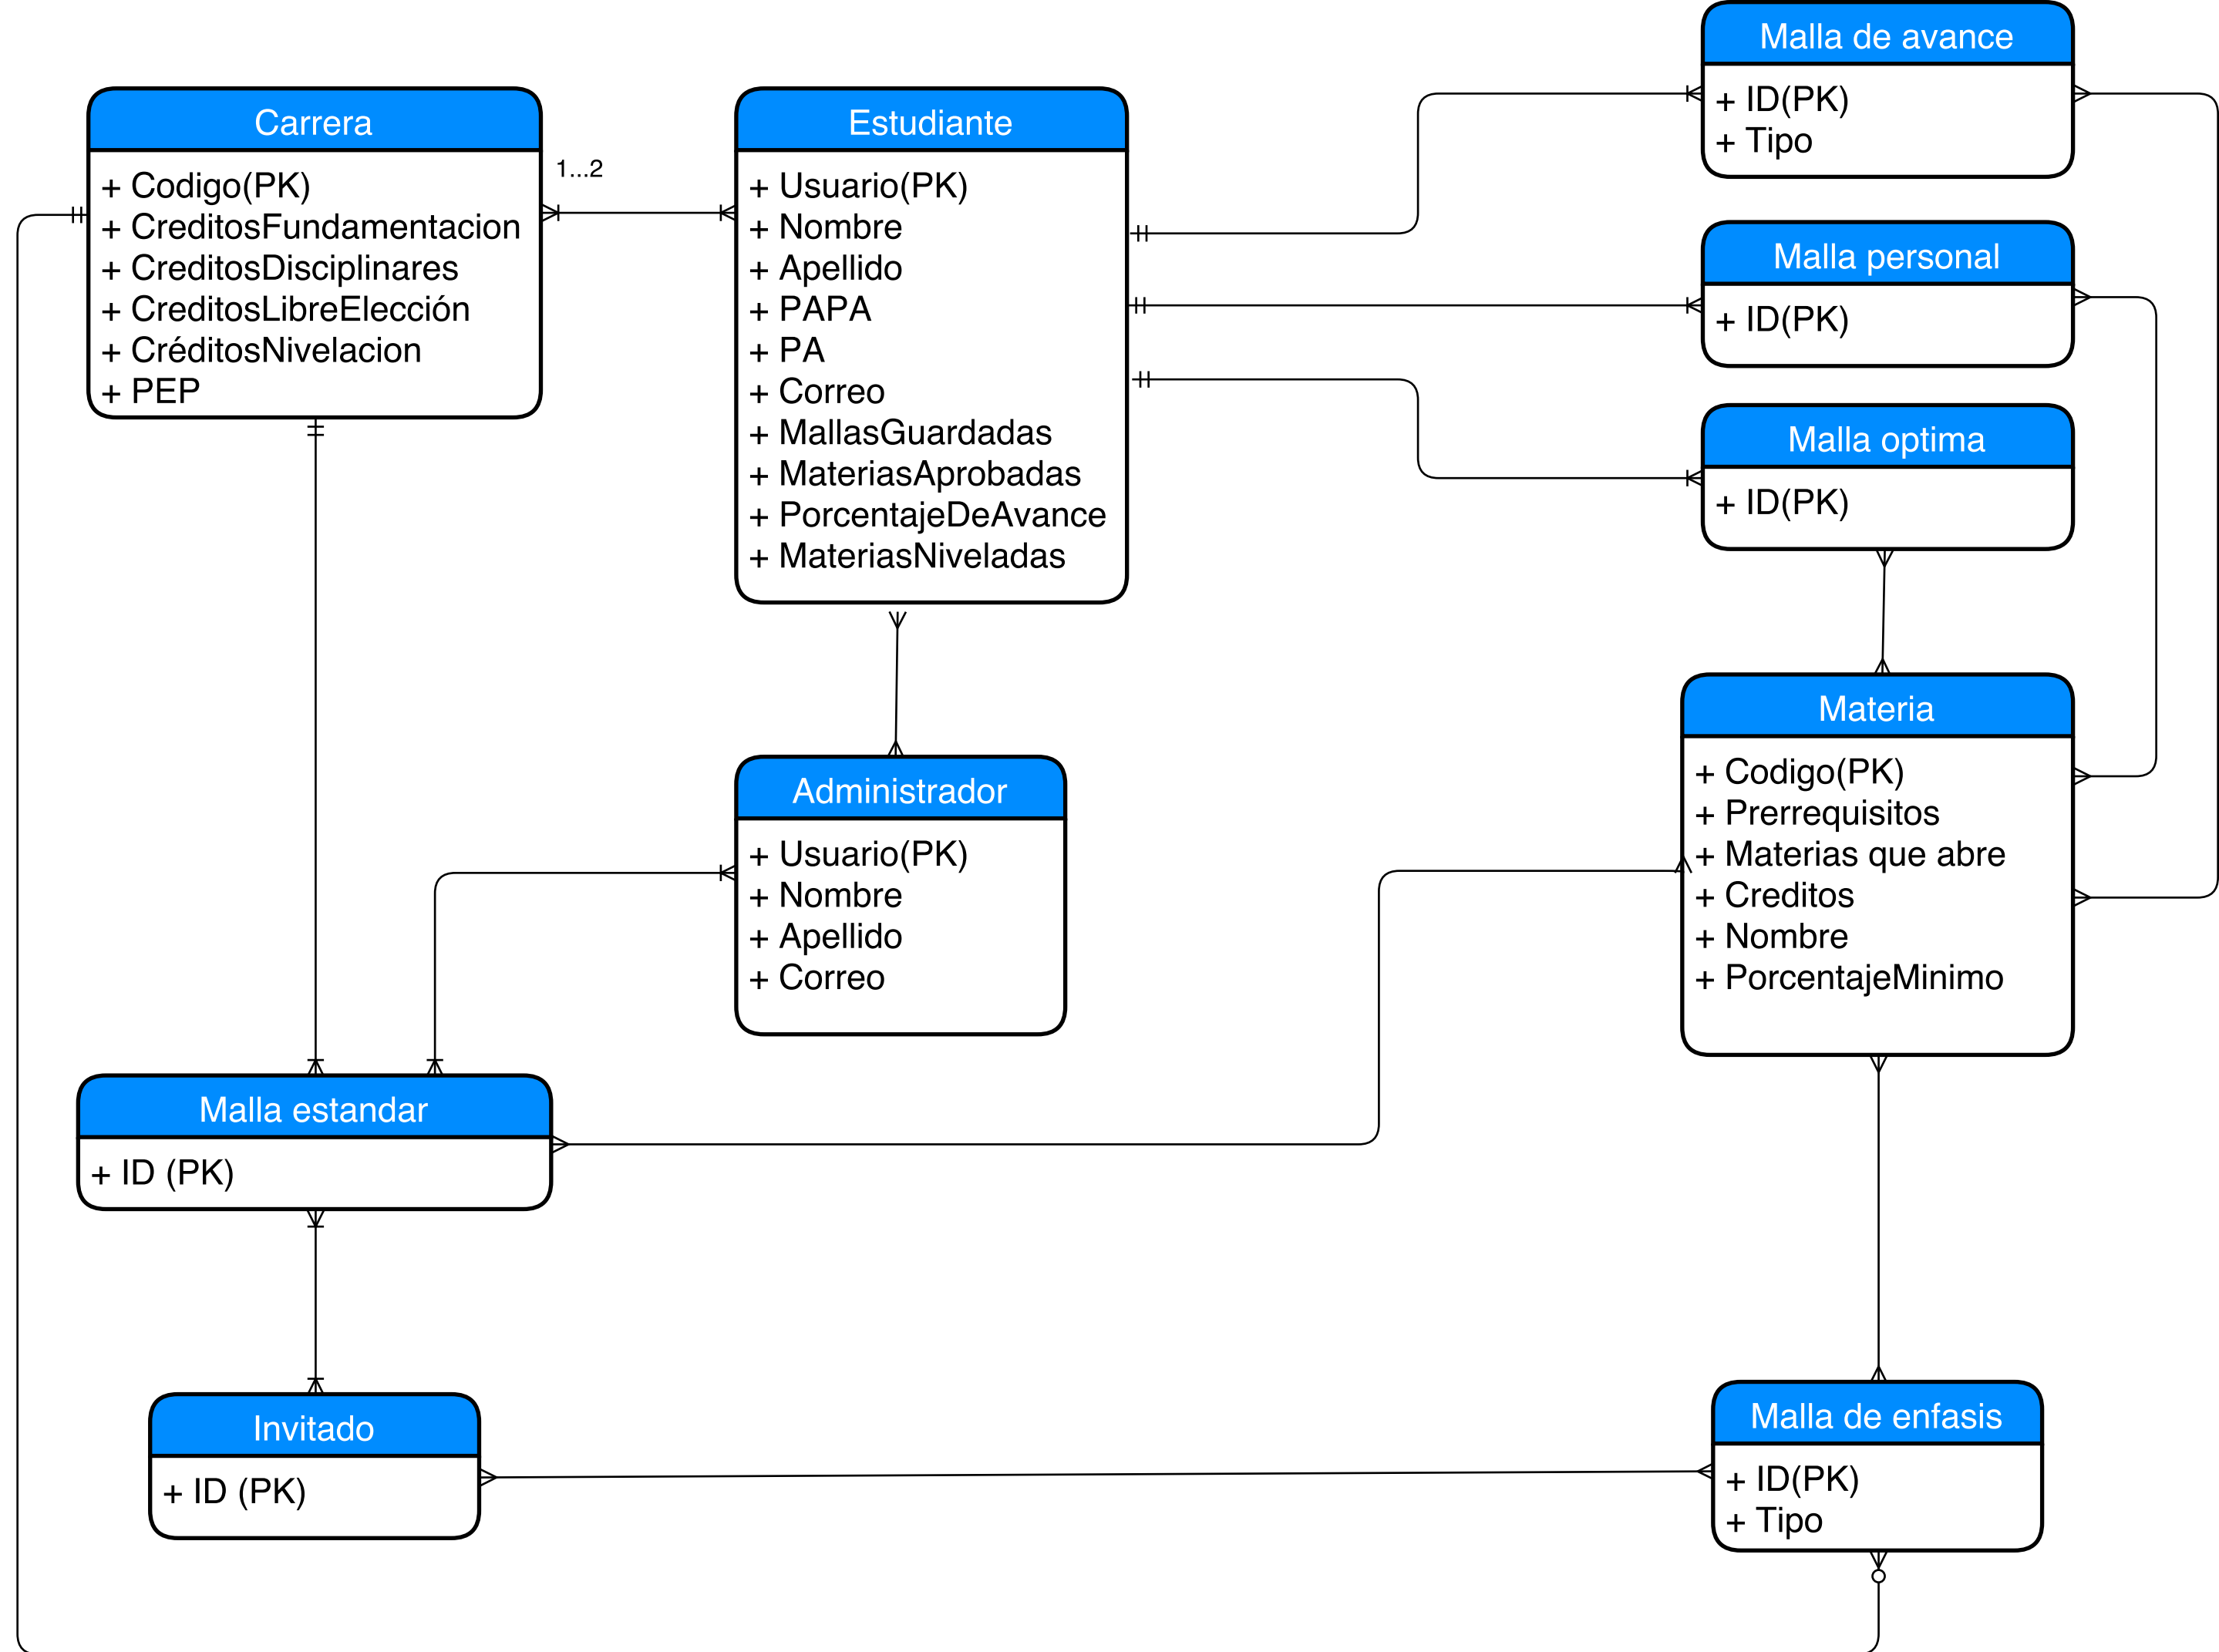 Carrera
+ Codigo(PK)
+ CreditosFundamentacion
+ CreditosDisciplinares
+ CreditosLibreElección
+ CréditosNivelacion
+ PEP
1...2
Estudiante
+ Usuario(PK)
+ Nombre
+ Apellido
+ PAPA
+ PA
+ Correo
+ MallasGuardadas
+ MateriasAprobadas
+ PorcentajeDeAvance
+ MateriasNiveladas
Malla de avance
+ ID(PK)
+ Tipo
Malla personal
+ ID(PK)
Malla optima
+ ID(PK)
Materia
+ Codigo(PK)
+ Prerrequisitos
+ Materias que abre
+ Creditos
+ Nombre
+ PorcentajeMinimo
Administrador
+ Usuario(PK)
+ Nombre
+ Apellido
+ Correo
Malla estandar
+ ID (PK)
Invitado
+ ID (PK)
Malla de enfasis
+ ID(PK)
+ Tipo